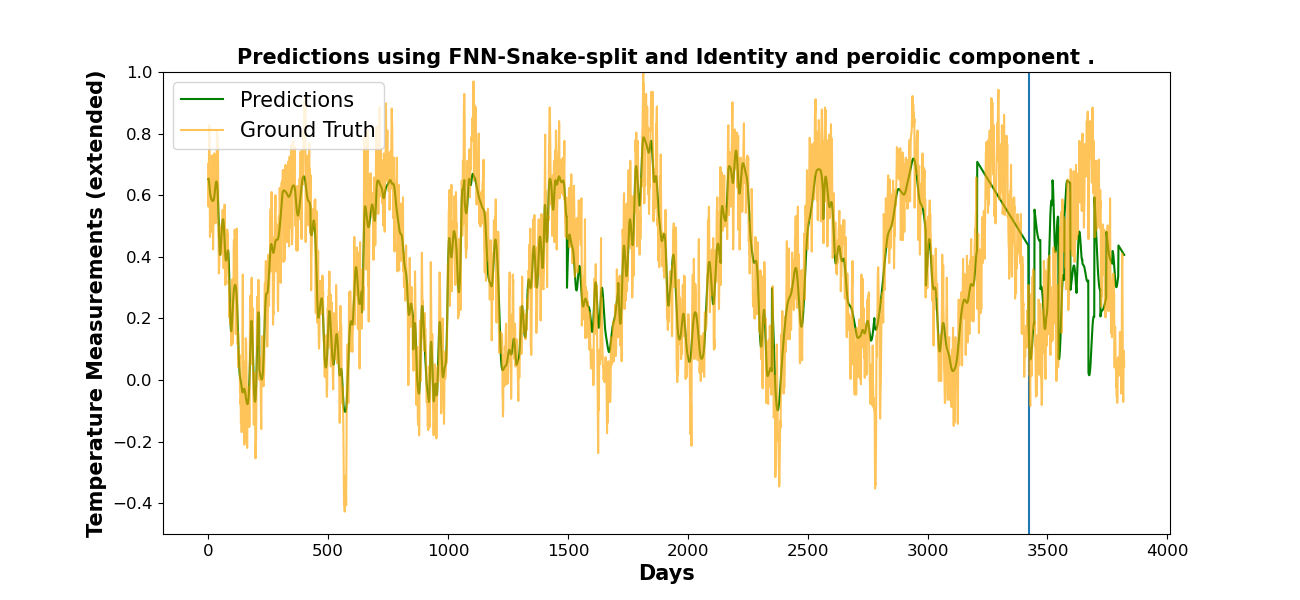 Predictions using FNN-Snake-split and Identity and peroidic component .
Temperature Measurements (extended)
1.0
0.8
0.6
0.4
0.2
0.0
−0.2
−0.4
Predictions
Ground Truth
0 500 1000 1500 2000 2500 3000 3500 4000
Days